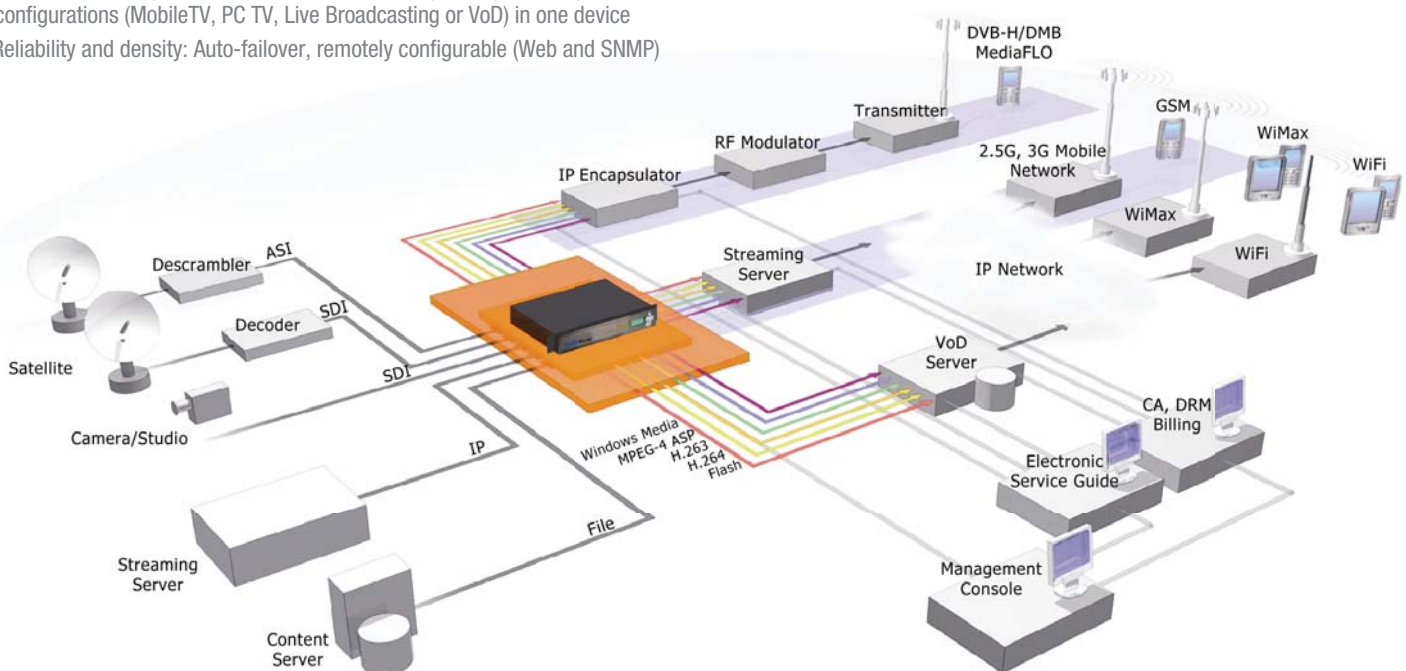 configurations (MobileTV, PC TV, Live Broadcasting or VoD) in one device
Reliability and density: Auto-failover, remotely configurable (Web and SNMP)
DVB-H/DMB
MediaFLO
Transmitter
GSM
RF Modulator
WiMax
2.5G, 3G Mobile
Network
WiFi
IP Encapsulator
WiMax
Streaming
Server
WiFi
IP Network
ASI
Descrambler
SDI
Decoder
VoD
Server
Satellite
SDI
CA, DRM
Billing
Camera/Studio
Windows Media
MPEG-4 ASP
H.263
H.264
Flash
IP
Electronic
Service Guide
File
Streaming
Server
Management
Console
Content
Server